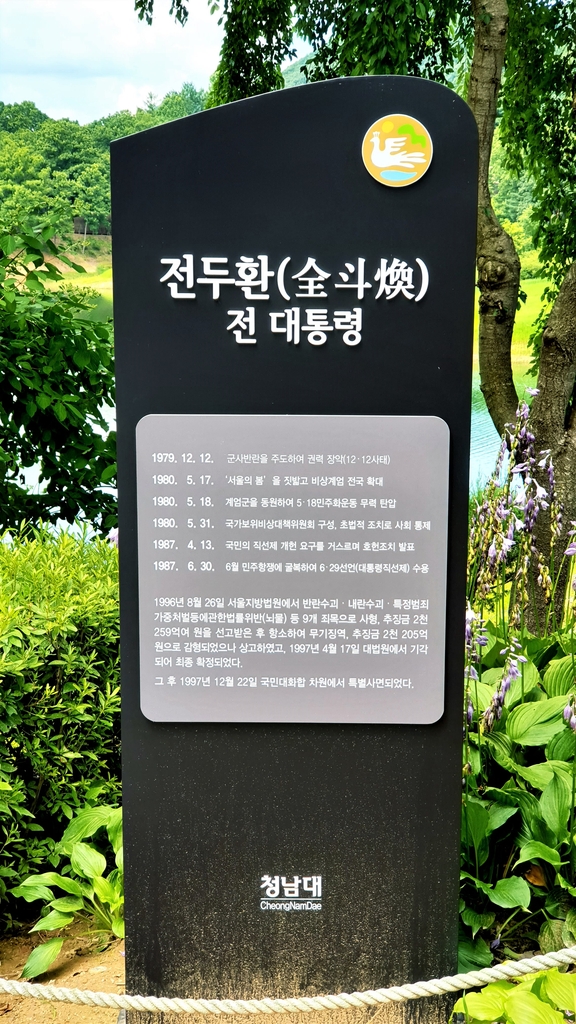 전두환(全斗煥)
전 대통령
1979. 12. 12. 군사반란을 주도하여 권력 장악(12·12사태)
1980. 5. 17. '서울의 봄' 을 짓밟고 비상계엄 전국 확대
1980. 5. 18. 계엄군을 동원하여 5·18민주화운동 무력 탄압
1980. 5. 31. 국가보위비상대책위원회 구성, 초법적 조치로 사회 통제
1987. 4. 13. 국민의 직선제 개헌 요구를 거스르며 호헌조치 발표
1987. 6. 30. 6월 민주항쟁에 굴복하여 6·29선언(대통령직선제) 수용
1996년 8월 26일 서울지방법원에서 반란수괴·내란수괴·특정범죄
가중처벌등에관한법률위반(뇌물) 등 9개 죄목으로 사형, 추징금 2천
259억여 원을 선고받은 후 항소하여 무기징역, 추징금 2천 205억
원으로 감형되었으나 상고하였고, 1997년 4월 17일 대법원에서 기각
되어 최종 확정되었다.
그 후 1997년 12월 22일 국민대화합 차원에서 특별사면되었다.
청남대
CheongNamDae